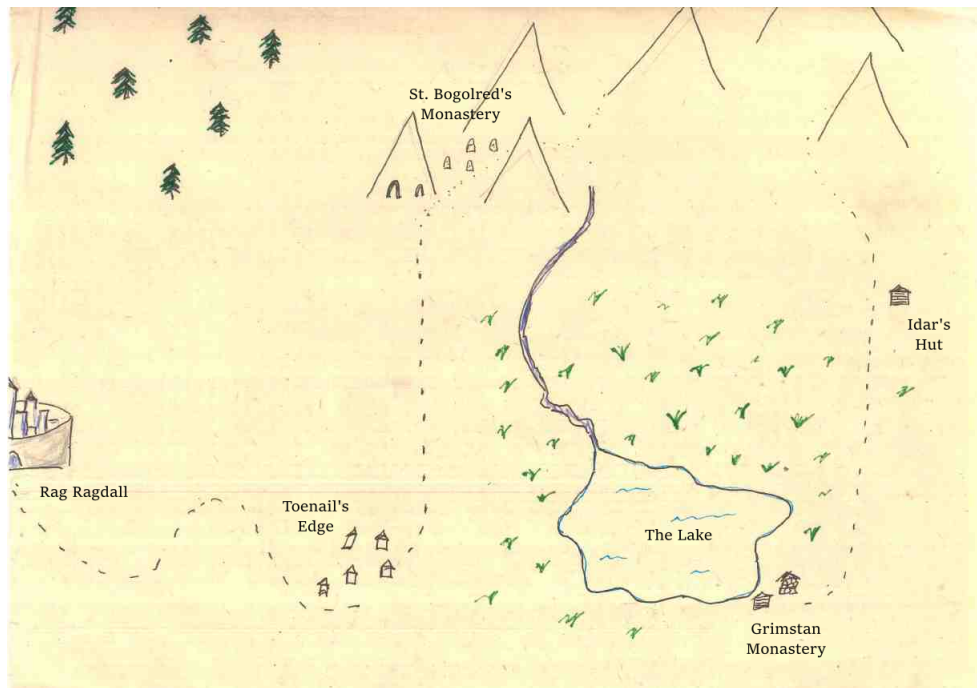 St. Bogolred's
Monastery
Idar's
Hut
Rag Ragdall
Toenail's
Edge
The Lake
Grimstan
Monastery